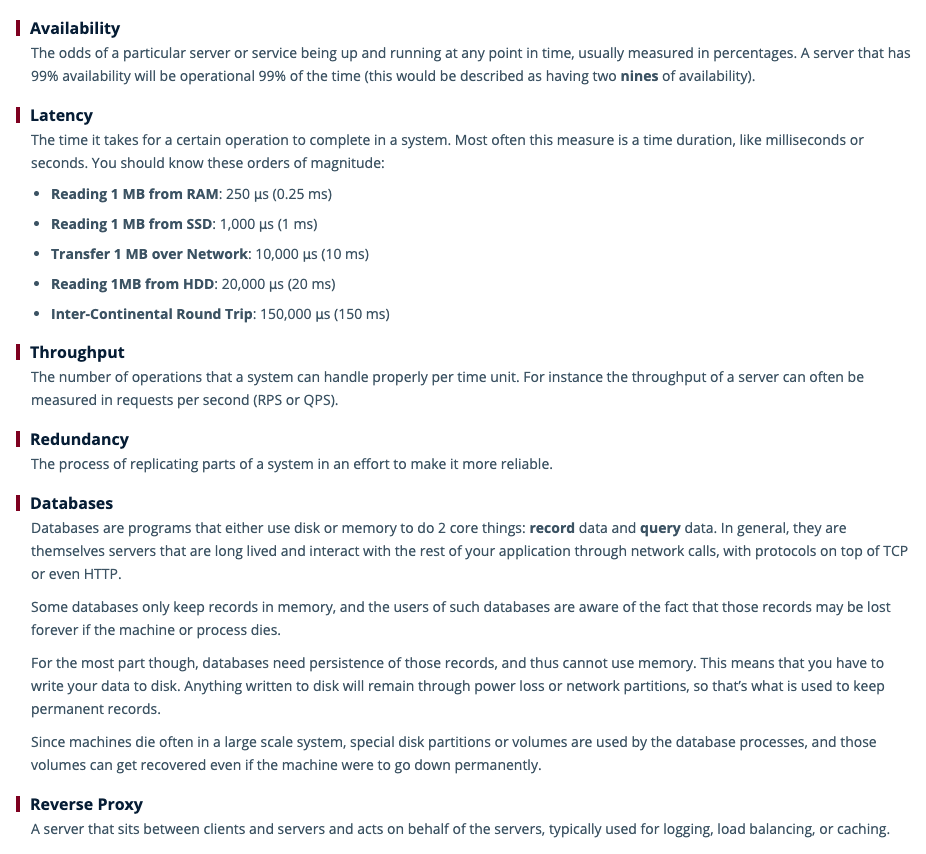 Availability
The odds of a particular server or service being up and running at any point in time, usually measured in percentages. A server that has
99% availability will be operational 99% of the time (this would be described as having two nines of availability).
Latency
The time it takes for a certain operation to complete in a system. Most often this measure is a time duration, like milliseconds or
seconds. You should know these orders of magnitude:
• Reading 1 MB from RAM: 250 μs (0.25 ms)
• Reading 1 MB from SSD: 1,000 μs (1 ms)
• Transfer 1 MB over Network: 10,000 μs (10 ms)
• Reading 1MB from HDD: 20,000 μs (20 ms)
• Inter-Continental Round Trip: 150,000 μs (150 ms)
Throughput
The number of operations that a system can handle properly per time unit. For instance the throughput of a server can often be
measured in requests per second (RPS or QPS).
Redundancy
The process of replicating parts of a system in an effort to make it more reliable.
Databases
Databases are programs that either use disk or memory to do 2 core things: record data and query data. In general, they are
themselves servers that are long lived and interact with the rest of your application through network calls, with protocols on top of TCP
or even HTTP.
Some databases only keep records in memory, and the users of such databases are aware of the fact that those records may be lost
forever if the machine or process dies.
For the most part though, databases need persistence of those records, and thus cannot use memory. This means that you have to
write your data to disk. Anything written to disk will remain through power loss or network partitions, so that’s what is used to keep
permanent records.
Since machines die often in a large scale system, special disk partitions or volumes are used by the database processes, and those
volumes can get recovered even if the machine were to go down permanently.
Reverse Proxy
A server that sits between clients and servers and acts on behalf of the servers, typically used for logging, load balancing, or caching.